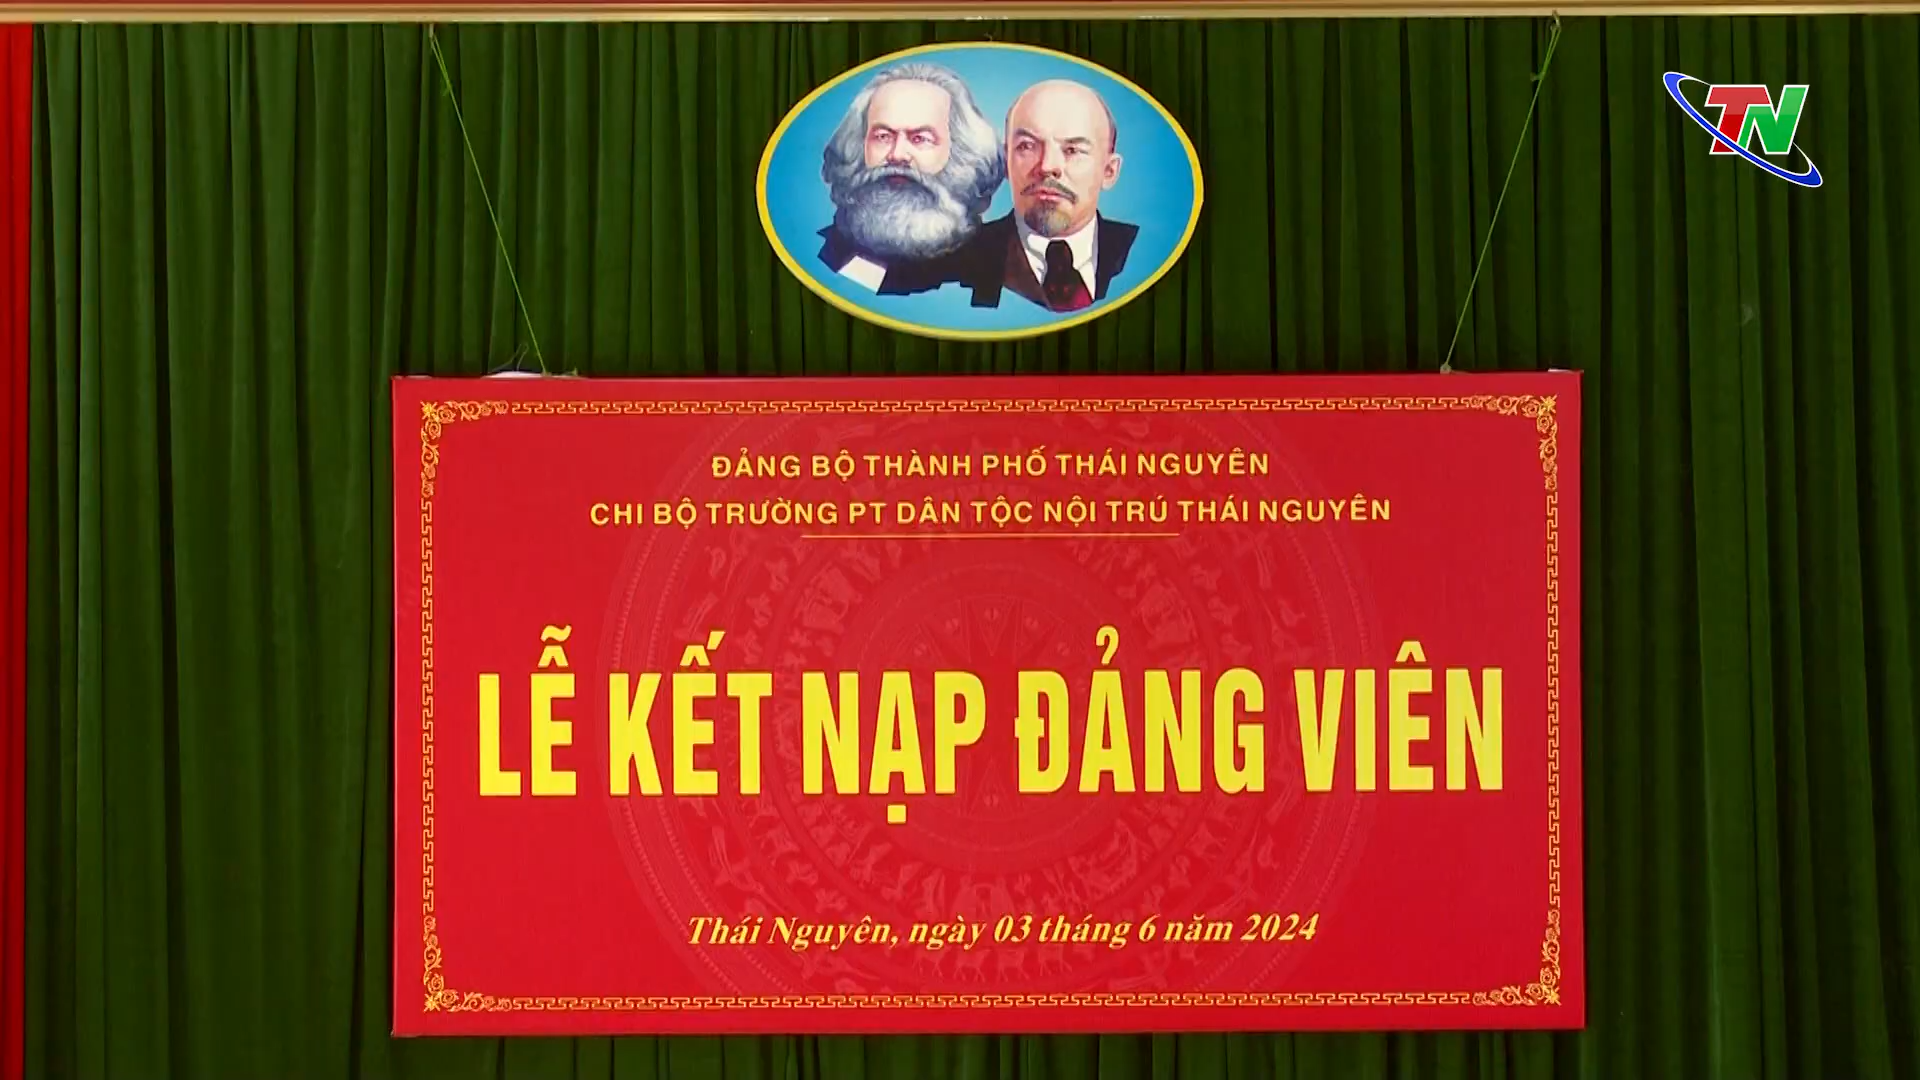 TN
ĐẢNG BỘ THÀNH PHỐ THÁI NGUYÊN
CHI BỘ TRƯỜNG PT DÂN TỘC NỘI TRÚ THÁI NGUYÊN
LỄ KẾT NẠP ĐẢNG VIÊN
Thái Nguyên, ngày 03 tháng 6 năm 2024